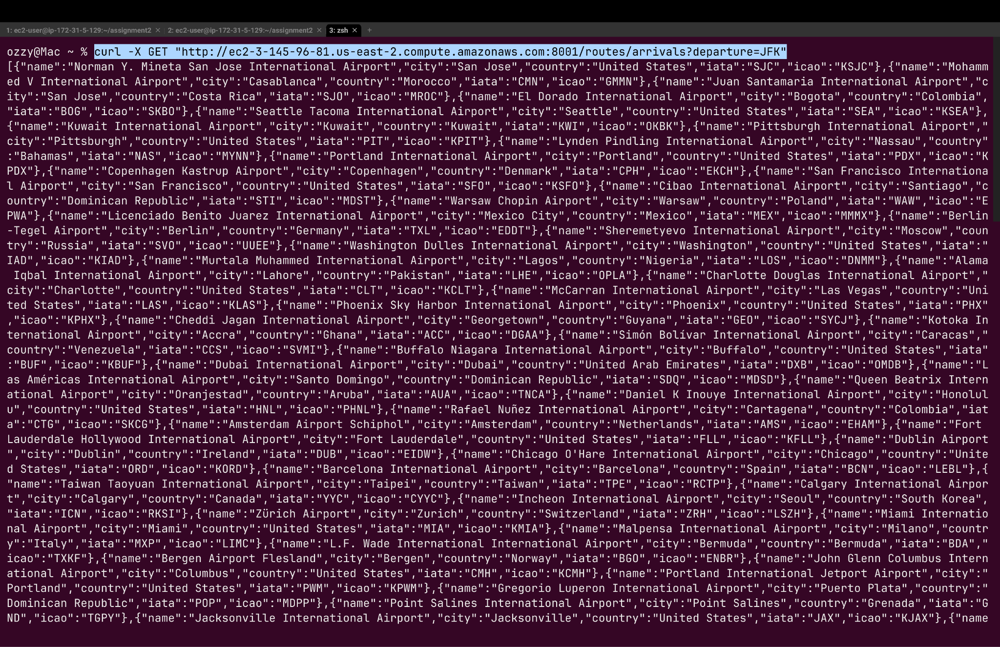 1: ec2-user@ip-172-31-5-129:~/assignment2 × 2: ec2-user@ip-172-31-5-129:~/assignment2 × 3: zsh × +
ozzy@Mac ~ % curl -X GET "http://ec2-3-145-96-81.us-east-2.compute.amazonaws.com:8001/routes/arrivals?departure=JFK"
[{"name":"Norman Y. Mineta San Jose International Airport","city":"San Jose","country":"United States","iata":"SJC","icao":"KSJC"},{"name":"Mohamm
ed V International Airport","city":"Casablanca","country":"Morocco","iata":"CMN","icao":"GMMN"},{"name":"Juan Santamaria International Airport","c
ity":"San Jose","country":"Costa Rica","iata":"SJO","icao":"MROC"},{"name":"El Dorado International Airport","city":"Bogota","country":"Colombia",
"iata":"BOG","icao":"SKBO"},{"name":"Seattle Tacoma International Airport","city":"Seattle","country":"United States","iata":"SEA","icao":"KSEA"},
{"name":"Kuwait International Airport","city":"Kuwait","country":"Kuwait","iata":"KWI","icao":"OKBK"},{"name":"Pittsburgh International Airport","
city":"Pittsburgh","country":"United States","iata":"PIT","icao":"KPIT"},{"name":"Lynden Pindling International Airport","city":"Nassau","country"
:"Bahamas","iata":"NAS","icao":"MYNN"},{"name":"Portland International Airport","city":"Portland","country":"United States","iata":"PDX","icao":"K
PDX"},{"name":"Copenhagen Kastrup Airport","city":"Copenhagen","country":"Denmark","iata":"CPH","icao":"EKCH"},{"name":"San Francisco Internationa
l Airport","city":"San Francisco","country":"United States","iata":"SFO","icao":"KSFO"},{"name":"Cibao International Airport","city":"Santiago","c
ountry":"Dominican Republic","iata":"STI","icao":"MDST"},{"name":"Warsaw Chopin Airport","city":"Warsaw","country":"Poland","iata":"WAW","icao":"E
PWA"},{"name":"Licenciado Benito Juarez International Airport","city":"Mexico City","country":"Mexico","iata":"MEX","icao":"MMMX"},{"name":"Berlin
-Tegel Airport","city":"Berlin","country":"Germany","iata":"TXL","icao":"EDDT"},{"name":"Sheremetyevo International Airport","city":"Moscow","coun
try":"Russia","iata":"SVO","icao":"UUEE"},{"name":"Washington Dulles International Airport","city":"Washington","country":"United States","iata":"
IAD","icao":"KIAD"},{"name":"Murtala Muhammed International Airport","city":"Lagos","country":"Nigeria","iata":"LOS","icao":"DNMM"},{"name":"Alama
 Iqbal International Airport","city":"Lahore","country":"Pakistan","iata":"LHE","icao":"OPLA"},{"name":"Charlotte Douglas International Airport","
city":"Charlotte","country":"United States","iata":"CLT","icao":"KCLT"},{"name":"McCarran International Airport","city":"Las Vegas","country":"Uni
ted States","iata":"LAS","icao":"KLAS"},{"name":"Phoenix Sky Harbor International Airport","city":"Phoenix","country":"United States","iata":"PHX"
,"icao":"KPHX"},{"name":"Cheddi Jagan International Airport","city":"Georgetown","country":"Guyana","iata":"GEO","icao":"SYCJ"},{"name":"Kotoka In
ternational Airport","city":"Accra","country":"Ghana","iata":"ACC","icao":"DGAA"},{"name":"Simón Bolívar International Airport","city":"Caracas","
country":"Venezuela","iata":"CCS","icao":"SVMI"},{"name":"Buffalo Niagara International Airport","city":"Buffalo","country":"United States","iata"
:"BUF","icao":"KBUF"},{"name":"Dubai International Airport","city":"Dubai","country":"United Arab Emirates","iata":"DXB","icao":"OMDB"},{"name":"L
as Américas International Airport","city":"Santo Domingo","country":"Dominican Republic","iata":"SDQ","icao":"MDSD"},{"name":"Queen Beatrix Intern
ational Airport","city":"Oranjestad","country":"Aruba","iata":"AUA","icao":"TNCA"},{"name":"Daniel K Inouye International Airport","city":"Honolul
u","country":"United States","iata":"HNL","icao":"PHNL"},{"name":"Rafael Nuñez International Airport","city":"Cartagena","country":"Colombia","iat
a":"CTG","icao":"SKCG"},{"name":"Amsterdam Airport Schiphol","city":"Amsterdam","country":"Netherlands","iata":"AMS","icao":"EHAM"},{"name":"Fort
Lauderdale Hollywood International Airport","city":"Fort Lauderdale","country":"United States","iata":"FLL","icao":"KFLL"},{"name":"Dublin Airport
","city":"Dublin","country":"Ireland","iata":"DUB","icao":"EIDW"},{"name":"Chicago O'Hare International Airport","city":"Chicago","country":"Unite
d States","iata":"ORD","icao":"KORD"},{"name":"Barcelona International Airport","city":"Barcelona","country":"Spain","iata":"BCN","icao":"LEBL"},{
"name":"Taiwan Taoyuan International Airport","city":"Taipei","country":"Taiwan","iata":"TPE","icao":"RCTP"},{"name":"Calgary International Airpor
t","city":"Calgary","country":"Canada","iata":"YYC","icao":"CYYC"},{"name":"Incheon International Airport","city":"Seoul","country":"South Korea",
"iata":"ICN","icao":"RKSI"},{"name":"Zürich Airport","city":"Zurich","country":"Switzerland","iata":"ZRH","icao":"LSZH"},{"name":"Miami Internatio
nal Airport","city":"Miami","country":"United States","iata":"MIA","icao":"KMIA"},{"name":"Malpensa International Airport","city":"Milano","countr
y":"Italy","iata":"MXP","icao":"LIMC"},{"name":"L.F. Wade International International Airport","city":"Bermuda","country":"Bermuda","iata":"BDA","
icao":"TXKF"},{"name":"Bergen Airport Flesland","city":"Bergen","country":"Norway","iata":"BGO","icao":"ENBR"},{"name":"John Glenn Columbus Intern
ational Airport","city":"Columbus","country":"United States","iata":"CMH","icao":"KCMH"},{"name":"Portland International Jetport Airport","city":"
Portland","country":"United States","iata":"PWM","icao":"KPWM"},{"name":"Gregorio Luperon International Airport","city":"Puerto Plata","country":"
Dominican Republic","iata":"POP","icao":"MDPP"},{"name":"Point Salines International Airport","city":"Point Salines","country":"Grenada","iata":"G
ND","icao":"TGPY"},{"name":"Jacksonville International Airport","city":"Jacksonville","country":"United States","iata":"JAX","icao":"KJAX"},{"name